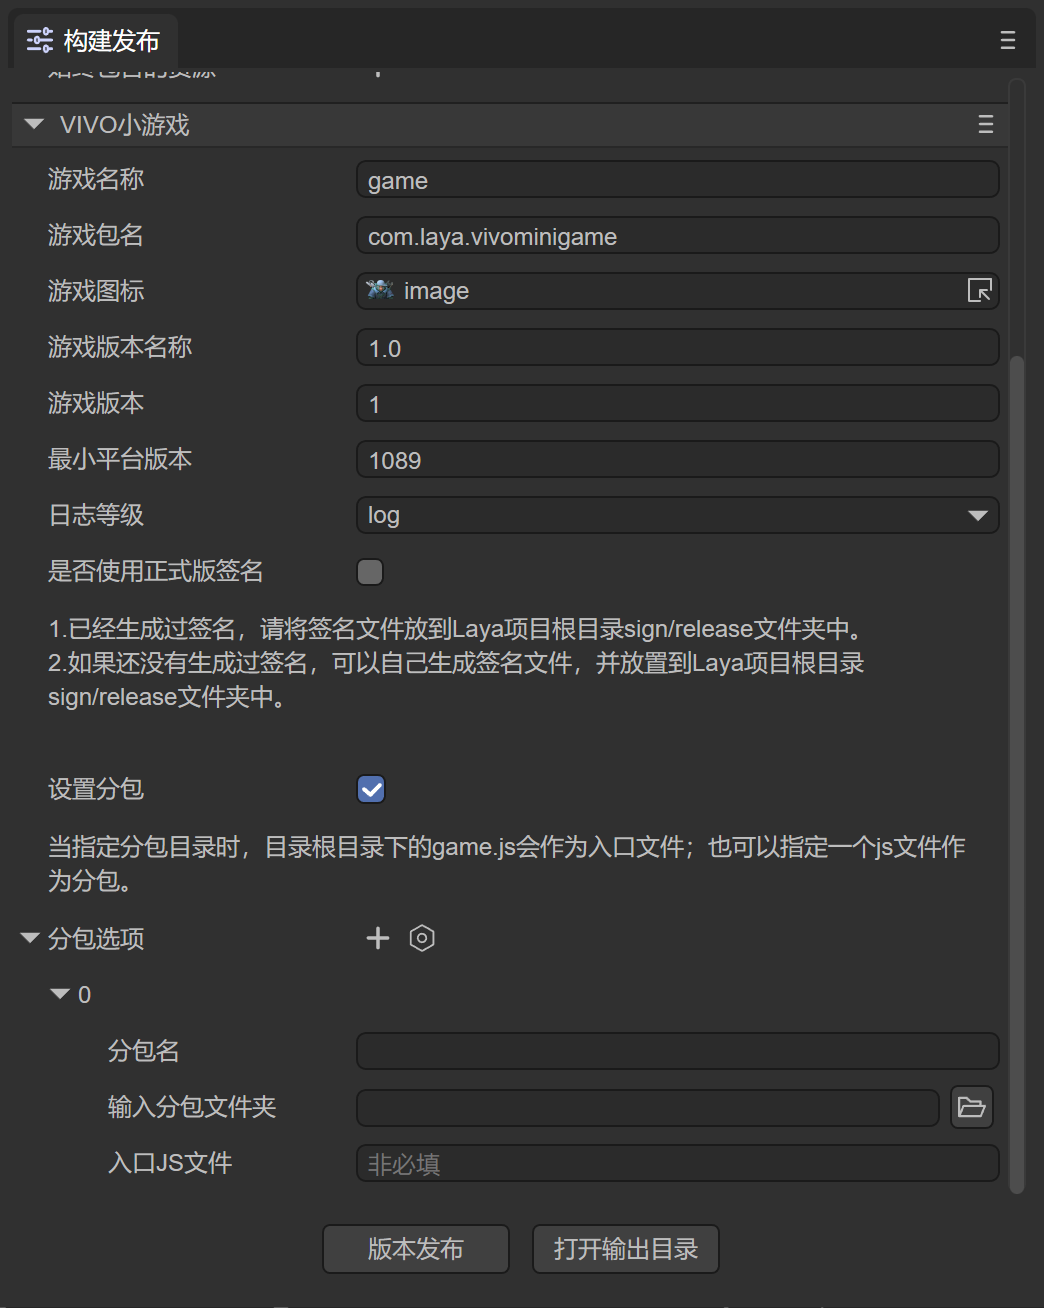 构建发布
VIVO小游戏
游戏名称
game
游戏包名
com.laya.vivominigame
游戏图标
image
游戏版本名称
1.0
游戏版本
1
最小平台版本
1089
日志等级
log
是否使用正式版签名
1.已经生成过签名，请将签名文件放到Laya项目根目录sign/release文件夹中。
2.如果还没有生成过签名，可以自己生成签名文件，并放置到Laya项目根目录
sign/release文件夹中。
设置分包
当指定分包目录时，目录根目录下的game.js会作为入口文件；也可以指定一个js文件作
为分包。
分包选项
0
分包名
输入分包文件夹
入口JS文件
非必填
版本发布
打开输出目录